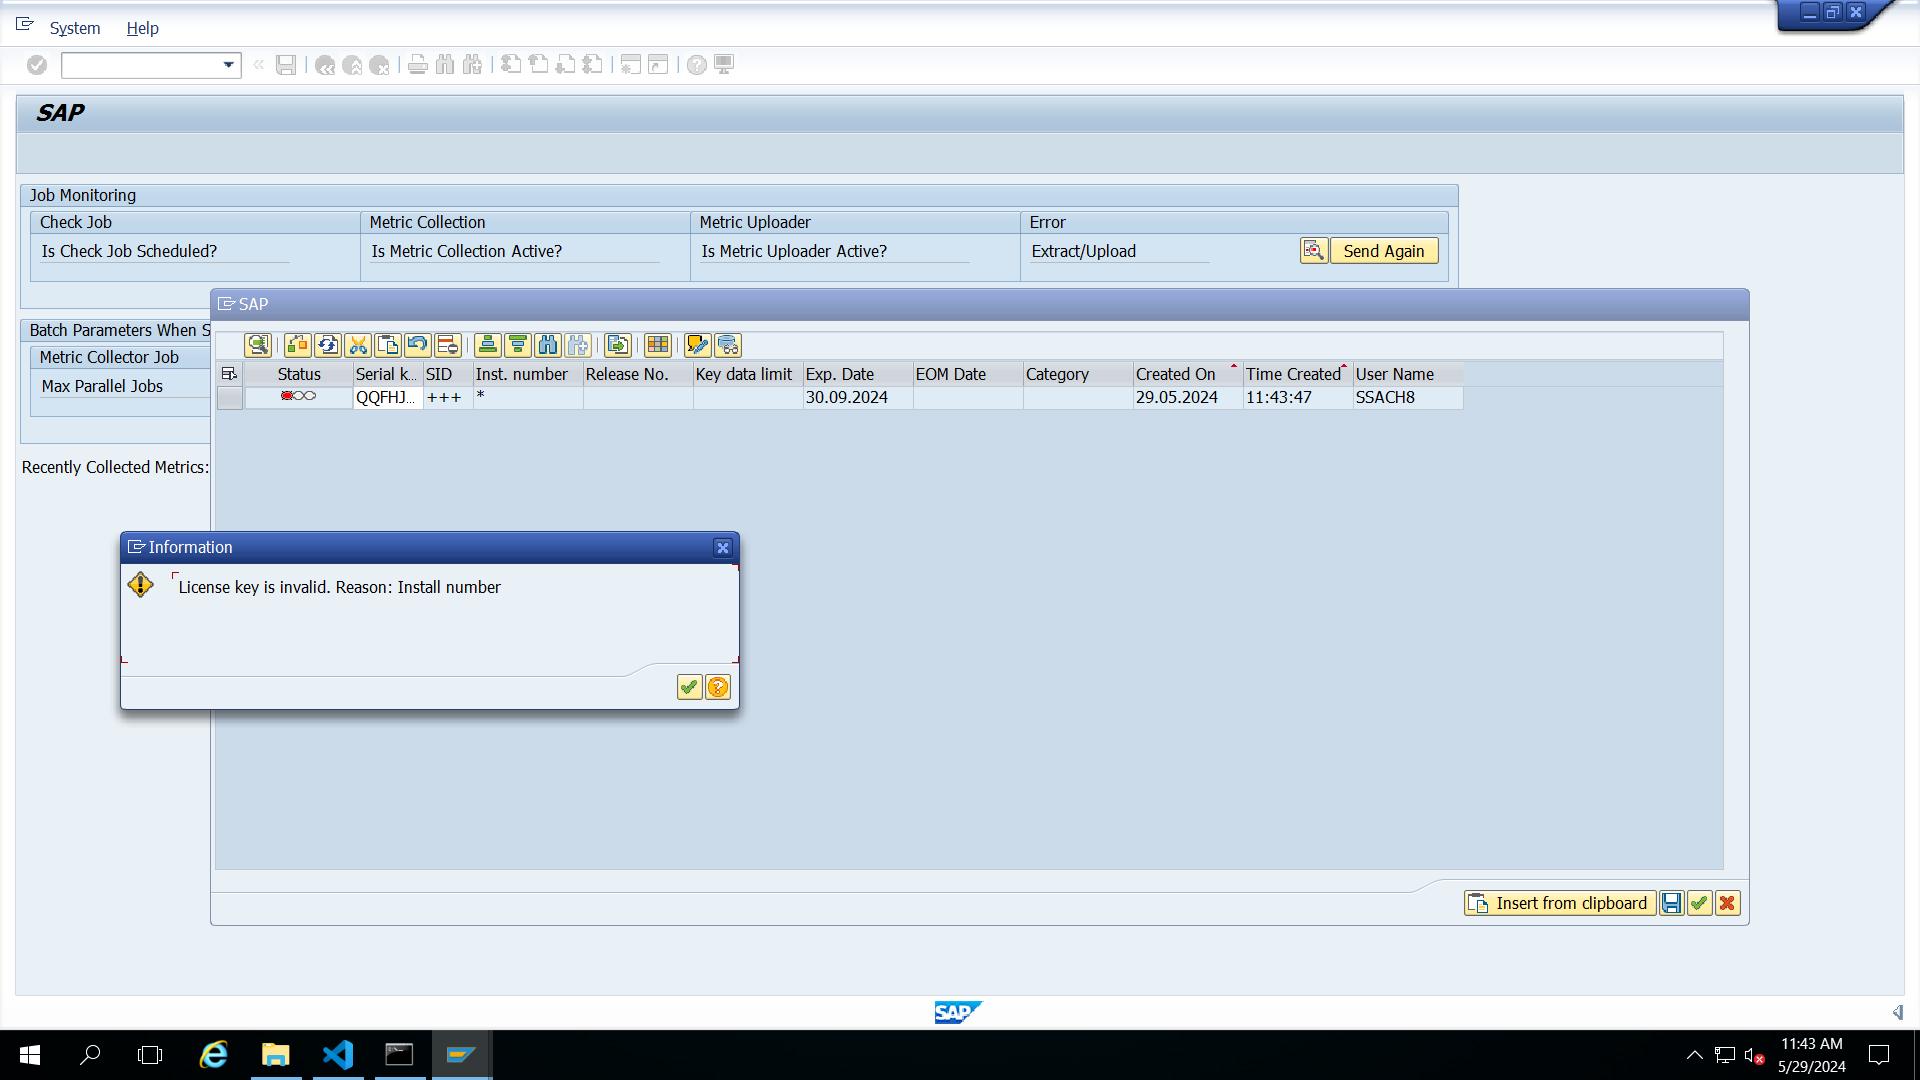 System Help
SAP
Job Monitoring
Check Job Metric Collection Metric Uploader Error
Is Check Job Scheduled? Is Metric Collection Active? Is Metric Uploader Active? Extract/Upload Send Again
SAP
Batch Parameters When S
Metric Collector Job
Max Parallel Jobs
Status Serial k... SID Inst. number Release No. Key data limit Exp. Date EOM Date Category Created On Time Created User Name
QQFHJ... +++ * 30.09.2024 29.05.2024 11:43:47 SSACH8
Recently Collected Metrics:
Information
License key is invalid. Reason: Install number
Insert from clipboard
SAP
11:43 AM
5/29/2024